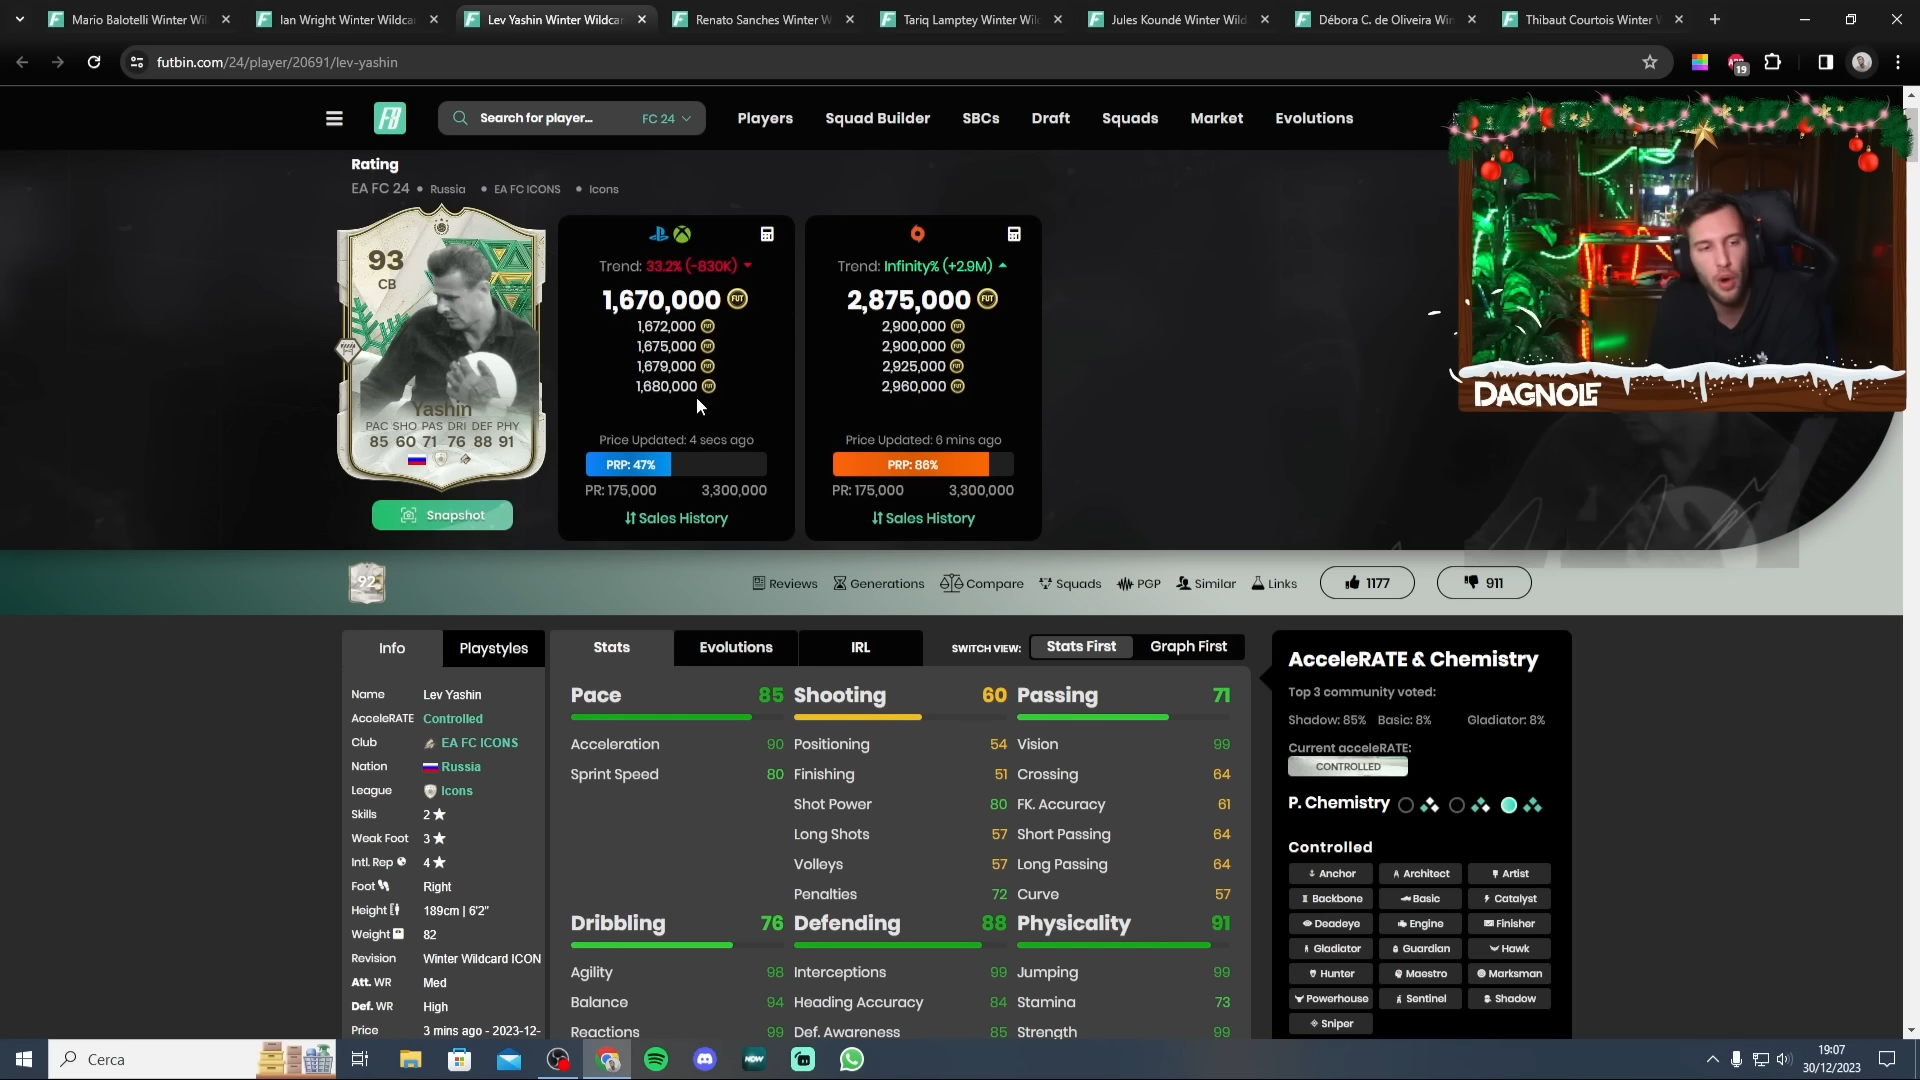 Mario Balotelli Winter Wil
Ian Wright Winter Wildca
Lev Yashin Winter Wildca
Renato Sanches Winter W
Tariq Lamptey Winter Wil
Jules Koundé Winter Wild
Débora C. de Oliveira Win
Thibaut Courtois Winter
futbin.com/24/player/20691/lev-yashin
19
FB
Search for player...
FC 24
Players
Squad Builder
SBCs
Draft
Squads
Market
Evolutions
Rating
EA FC 24 • Russia • EA FC ICONS • Icons
93
CB
Yashin
PAC SHO PAS DRI DEF PHY
85 60 71 76 88 91
Snapshot
Trend: 33.2% (-830K)
1,670,000 FUT
1,672,000
1,675,000
1,679,000
1,680,000
Price Updated: 4 secs ago
PRP: 47%
PR: 175,000 3,300,000
Sales History
Trend: Infinity% (+2.9M)
2,875,000 FUT
2,900,000
2,900,000
2,925,000
2,960,000
Price Updated: 6 mins ago
PRP: 86%
PR: 175,000 3,300,000
Sales History
DAGNOLF
92
Reviews
Generations
Compare
Squads
PGP
Similar
Links
1177
911
Info
Playstyles
Name Lev Yashin
AcceleRATE Controlled
Club EA FC ICONS
Nation Russia
League Icons
Skills 2
Weak Foot 3
Intl. Rep 4
Foot Right
Height 189cm | 6'2"
Weight 82
Revision Winter Wildcard ICON
Att. WR Med
Def. WR High
Price 3 mins ago - 2023-12-
Stats
Evolutions
IRL
SWITCH VIEW:
Stats First
Graph First
Pace 85
Acceleration 90
Sprint Speed 80
Shooting 60
Positioning 54
Finishing 51
Shot Power 80
Long Shots 57
Volleys 57
Penalties 72
Passing 71
Vision 99
Crossing 64
FK. Accuracy 61
Short Passing 64
Long Passing 64
Curve 57
Dribbling 76
Agility 98
Balance 94
Reactions 99
Defending 88
Interceptions 99
Heading Accuracy 84
Def. Awareness 85
Physicality 91
Jumping 99
Stamina 73
Strength 99
AcceleRATE & Chemistry
Top 3 community voted:
Shadow: 85% Basic: 8% Gladiator: 8%
Current acceleRATE:
CONTROLLED
P. Chemistry
Controlled
Anchor Architect Artist
Backbone Basic Catalyst
Deadeye Engine Finisher
Gladiator Guardian Hawk
Hunter Maestro Marksman
Powerhouse Sentinel Shadow
Sniper
Cerca
NOW
19:07
30/12/2023